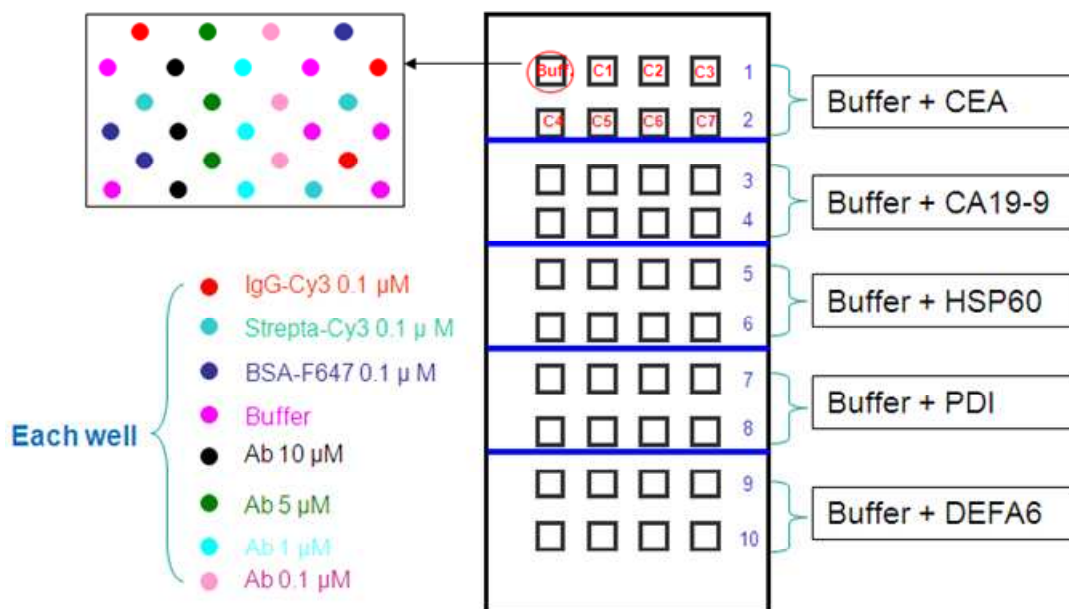 Buff. C1 C2 C3 1
Buffer + CEA
C4 C5 C6 C7 2
3
Buffer + CA19-9
4
IgG-Cy3 0.1 µM
5
Buffer + HSP60
Strepta-Cy3 0.1 µ M
6
BSA-F647 0.1 µ M
7
Buffer
Buffer + PDI
Each well
8
Ab 10 µM
9
Ab 5 µM
Buffer + DEFA6
Ab 1 µM
10
Ab 0.1 µM